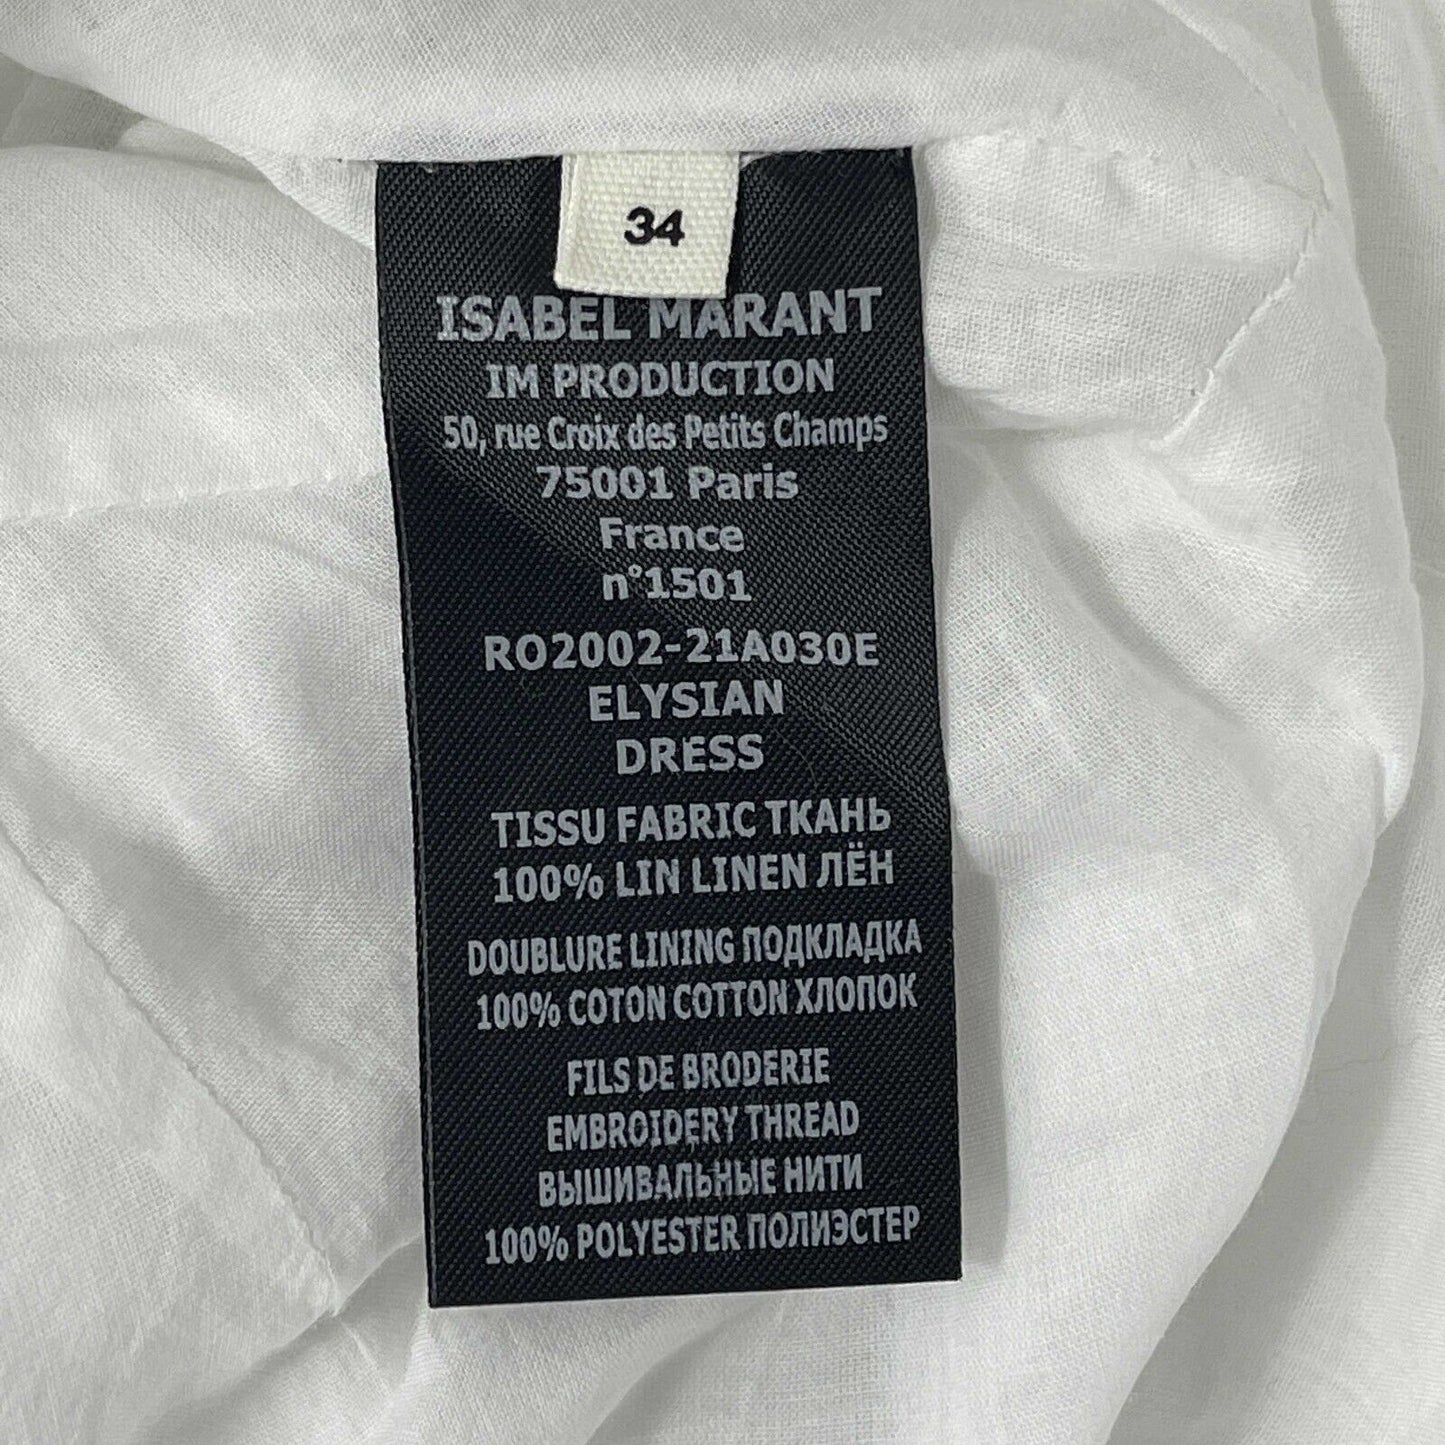 34
ISABEL MARANT
IM PRODUCTION
50, rue Croix des Petits Champs
75001 Paris
France
n°1501
RO2002-21A030E
ELYSIAN
DRESS
TISSU FABRIC ТКАНЬ
100% LIN LINEN ЛЁН
DOUBLURE LINING ПОДКЛАДКА
100% COTON COTTON ХЛОПОК
FILS DE BRODERIE
EMBROIDERY THREAD
ВЫШИВАЛЬНЫЕ НИТИ
100% POLYESTER ПОЛИЭСТЕР